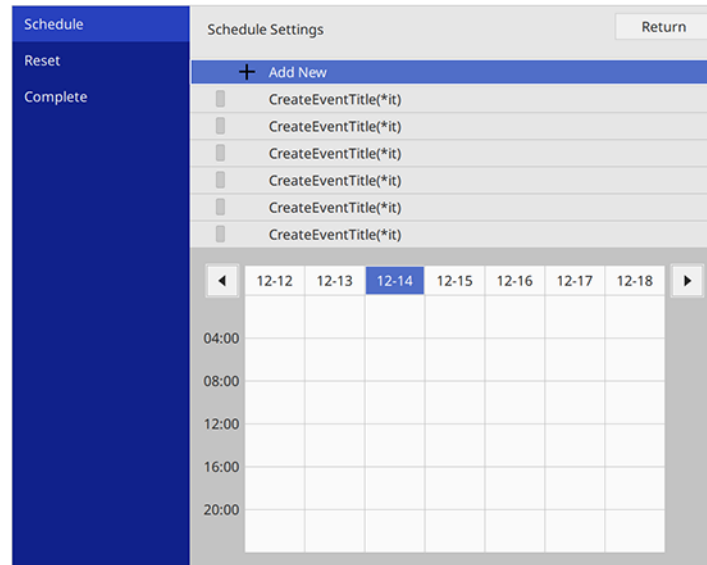 Schedule
Reset
Complete
Schedule Settings
Return
+ Add New
CreateEventTitle(*it)
CreateEventTitle(*it)
CreateEventTitle(*it)
CreateEventTitle(*it)
CreateEventTitle(*it)
CreateEventTitle(*it)
12-12 12-13 12-14 12-15 12-16 12-17 12-18
04:00
08:00
12:00
16:00
20:00